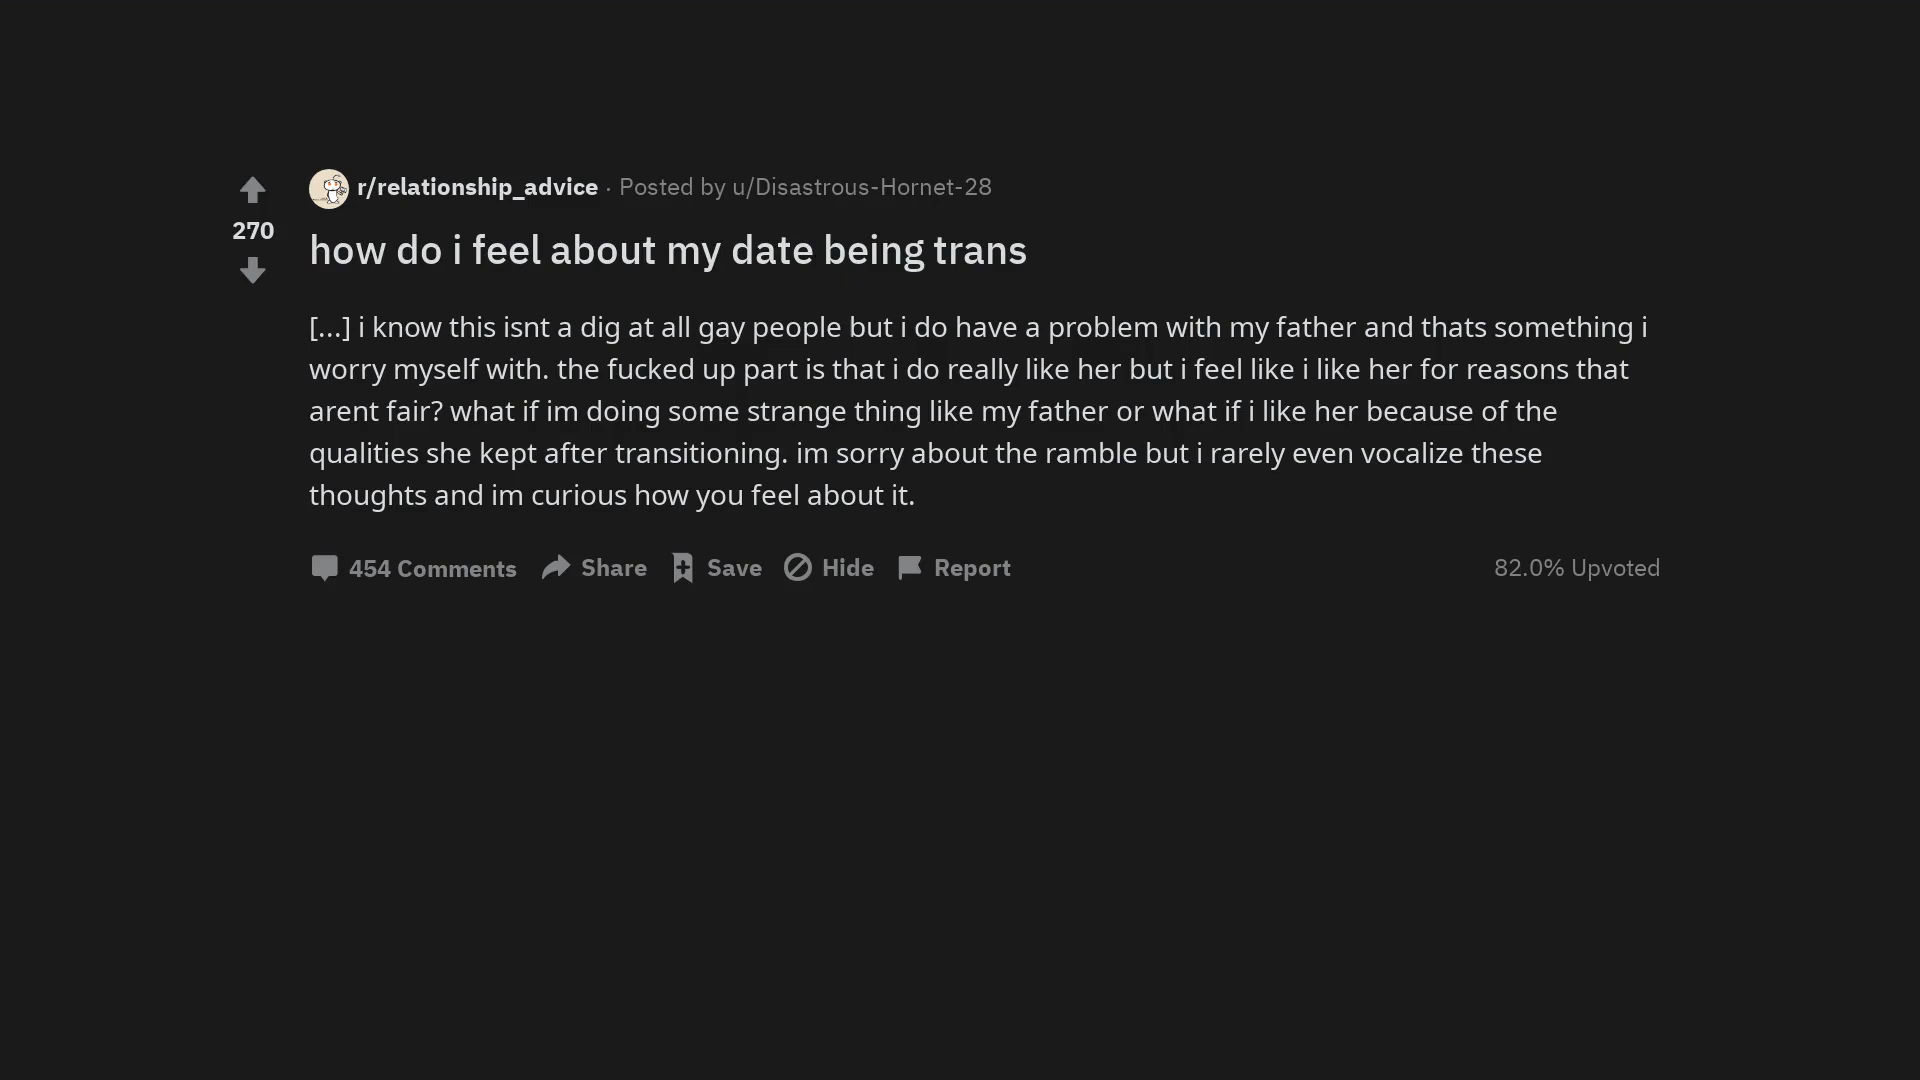 r/relationship_advice · Posted by u/Disastrous-Hornet-28
270
how do i feel about my date being trans
[...] i know this isnt a dig at all gay people but i do have a problem with my father and thats something i
worry myself with. the fucked up part is that i do really like her but i feel like i like her for reasons that
arent fair? what if im doing some strange thing like my father or what if i like her because of the
qualities she kept after transitioning. im sorry about the ramble but i rarely even vocalize these
thoughts and im curious how you feel about it.
454 Comments Share Save Hide Report 82.0% Upvoted